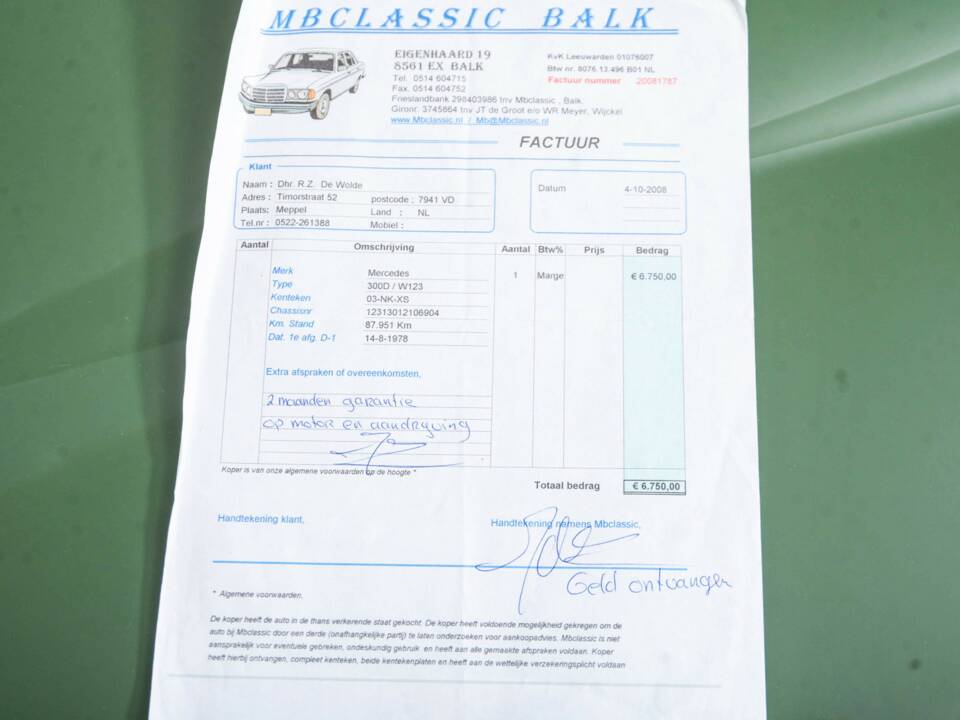 MBCLASSIC BALK
EIGENHAARD 19
8561 EX BALK
Tel. 0514 604715
Fax. 0514 604752
Frieslandbank 298403986 tnv Mbclassic , Balk.
Gironr. 3745864 tnv JT de Groot e/o WR Meyer, Wijckel
www.Mbclassic.nl / Mb@Mbclassic.nl
KvK Leeuwarden 01076007
Btw nr. 8076.13.496 B01 NL
Factuur nummer 20081787
FACTUUR
Klant
Naam : Dhr. R.Z. De Wolde
Adres : Timorstraat 52 postcode : 7941 VD
Plaats: Meppel Land : NL
Tel.nr : 0522-261388 Mobiel :
Datum 4-10-2008
Aantal Omschrijving Aantal Btw% Prijs Bedrag
Merk Mercedes 1 Marge € 6.750,00
Type 300D / W123
Kenteken 03-NK-XS
Chassisnr 12313012106904
Km. Stand 87.951 Km
Dat. 1e afg. D-1 14-8-1978
Extra afspraken of overeenkomsten,
2 maanden garantie
op motor en aandrijving
Koper is van onze algemene voorwaarden op de hoogte *
Totaal bedrag € 6.750,00
Handtekening klant, Handtekening namens Mbclassic,
Geld ontvangen
* Algemene voorwaarden,
De koper heeft de auto in de thans verkerende staat gekocht. De koper heeft voldoende mogelijkheid gekregen om de
auto bij Mbclassic door een derde (onafhangkelijke partij) te laten onderzoeken voor aankoopadvies. Mbclassic is niet
aansprakelijk voor eventuele gebreken, ondeskundig gebruik en heeft aan alle gemaakte afspraken voldaan. Koper
heeft hierbij ontvangen, compleet kenteken, beide kentekenplaten en heeft aan de wettelijke verzekeringsplicht voldaan